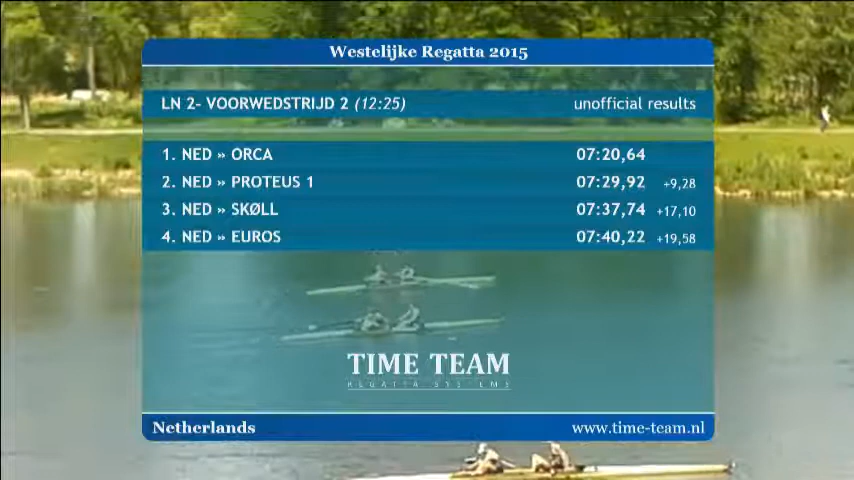 Westelijke Regatta 2015
LN 2- VOORWEDSTRIJD 2 (12:25) unofficial results
1. NED » ORCA 07:20,64
2. NED » PROTEUS 1 07:29,92 +9,28
3. NED » SKØLL 07:37,74 +17,10
4. NED » EUROS 07:40,22 +19,58
TIME TEAM
REGATTA SYSTEMS
Netherlands www.time-team.nl